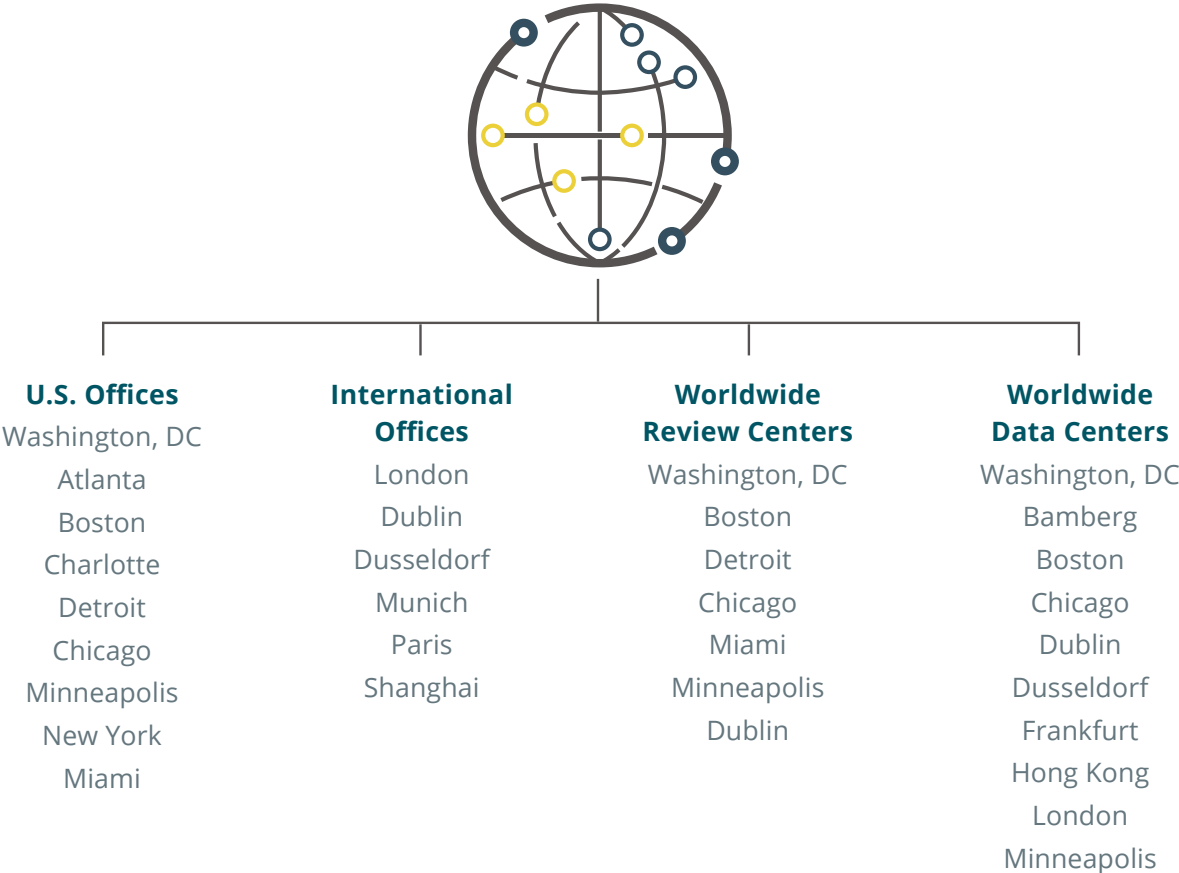 U.S. Offices
Washington, DC
Atlanta
Boston
Charlotte
Detroit
Chicago
Minneapolis
New York
Miami
International
Offices
London
Dublin
Dusseldorf
Munich
Paris
Shanghai
Worldwide
Review Centers
Washington, DC
Boston
Detroit
Chicago
Miami
Minneapolis
Dublin
Worldwide
Data Centers
Washington, DC
Bamberg
Boston
Chicago
Dublin
Dusseldorf
Frankfurt
Hong Kong
London
Minneapolis